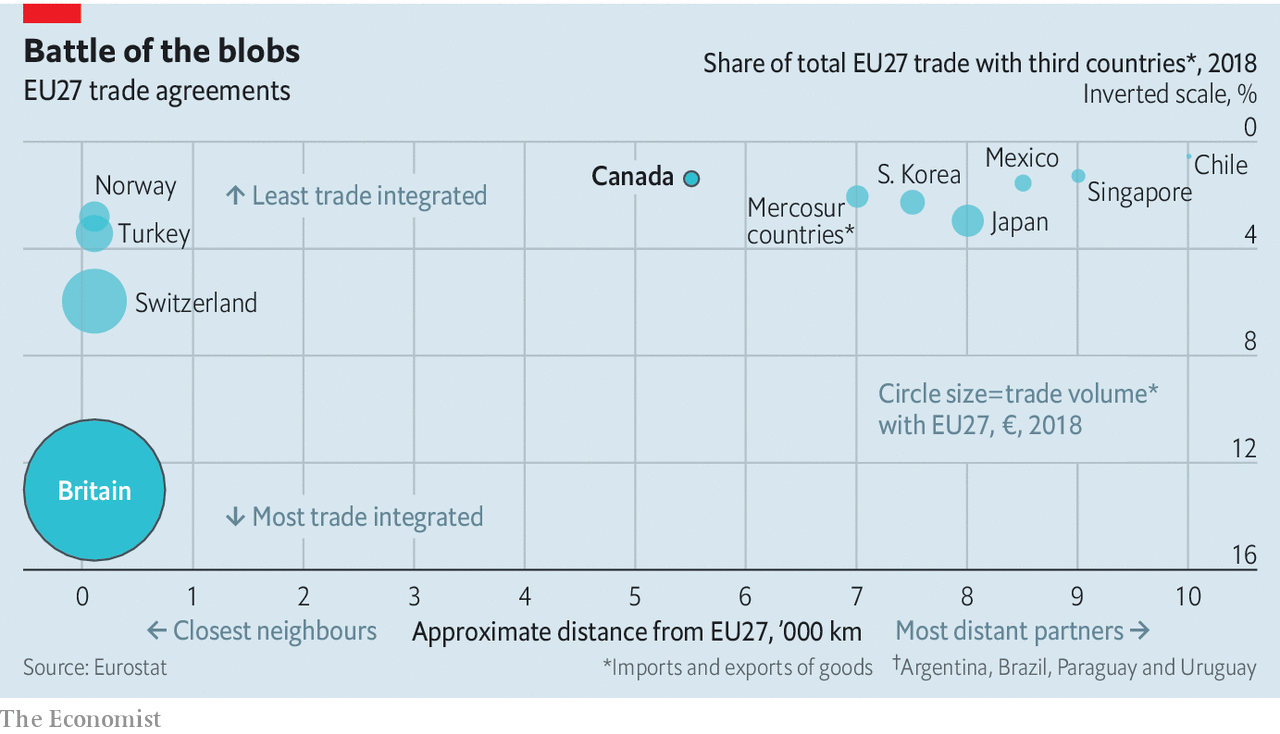 Battle of the blobs
EU27 trade agreements
Share of total EU27 trade with third countries*, 2018
Inverted scale, %
0
Norway
↑ Least trade integrated
Canada
Mexico
S. Korea
Chile
Singapore
Mercosur
countries*
Japan
Turkey
4
Switzerland
8
Circle size=trade volume*
with EU27, €, 2018
12
Britain
↓ Most trade integrated
16
0 1 2 3 4 5 6 7 8 9 10
← Closest neighbours
Approximate distance from EU27, ’000 km
Most distant partners →
Source: Eurostat
*Imports and exports of goods †Argentina, Brazil, Paraguay and Uruguay
The Economist